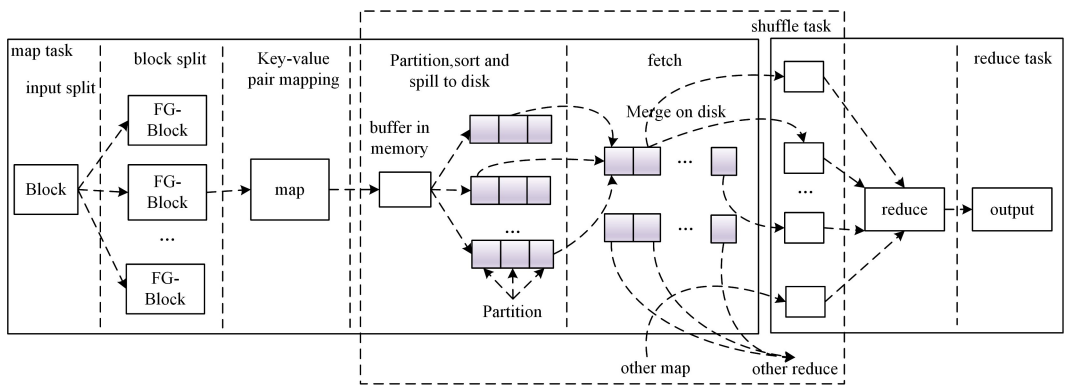 shuffle task
map task
input split
block split
Key-value
pair mapping
Partition,sort and
spill to disk
fetch
reduce task
FG-
Block
buffer in
memory
Merge on disk
Block
FG-
Block
map
...
...
...
reduce
output
...
...
...
FG-
Block
Partition
other map
other reduce